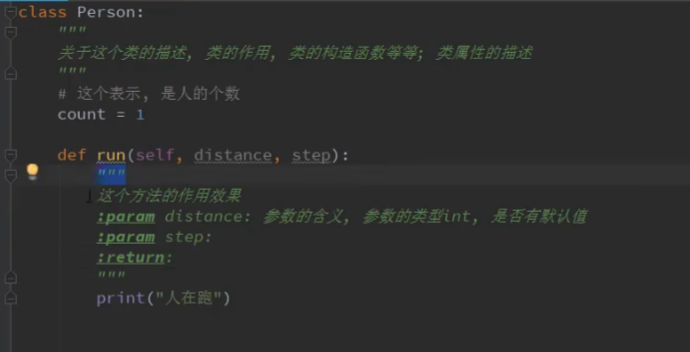 class Person:
"""
关于这个类的描述, 类的作用, 类的构造函数等等; 类属性的描述
"""
# 这个表示, 是人的个数
count = 1
def run(self, distance, step):
"""
这个方法的作用效果
:param distance: 参数的含义, 参数的类型int, 是否有默认值
:param step:
:return:
"""
print("人在跑")